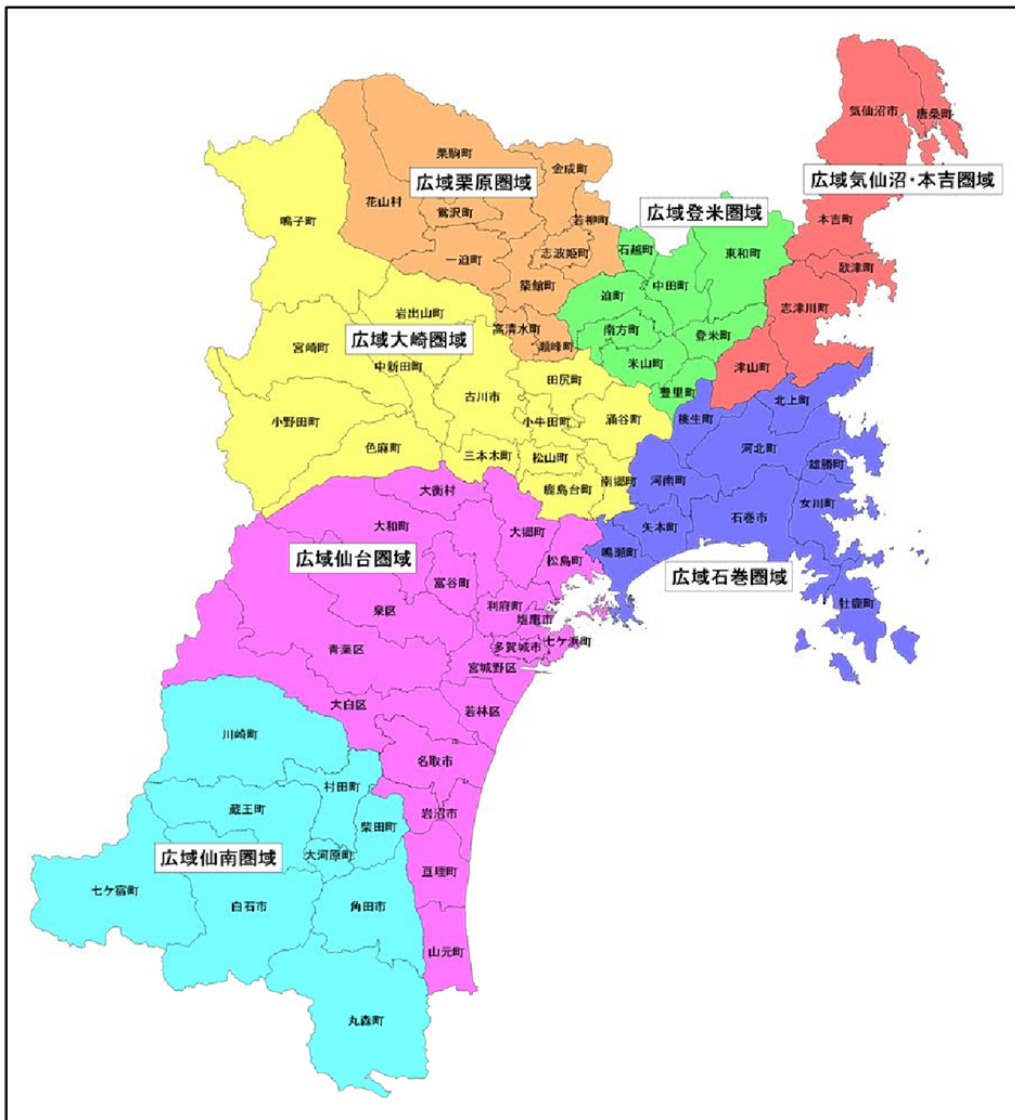 気仙沼市
唐桑町
栗駒町
金成町
広域栗原圏域
広域気仙沼・本吉圏域
花山村
鶯沢町
若柳町
広域登米圏域
鳴子町
本吉町
石越町
東和町
一迫町
志波姫町
歌津町
築館町
迫町
中田町
志津川町
岩出山町
高清水町
南方町
登米町
広域大崎圏域
瀬峰町
宮崎町
米山町
津山町
中新田町
田尻町
豊里町
古川市
北上町
小野田町
小牛田町
涌谷町
桃生町
色麻町
三本木町
松山町
河北町
雄勝町
鹿島台町
南郷町
河南町
大衡村
女川町
大和町
大郷町
矢本町
石巻市
広域仙台圏域
松島町
鳴瀬町
富谷町
広域石巻圏域
泉区
利府町
塩竈市
牡鹿町
青葉区
多賀城市
七ケ浜町
宮城野区
大白区
若林区
川崎町
名取市
村田町
蔵王町
岩沼市
柴田町
大河原町
広域仙南圏域
亘理町
七ケ宿町
白石市
角田市
山元町
丸森町